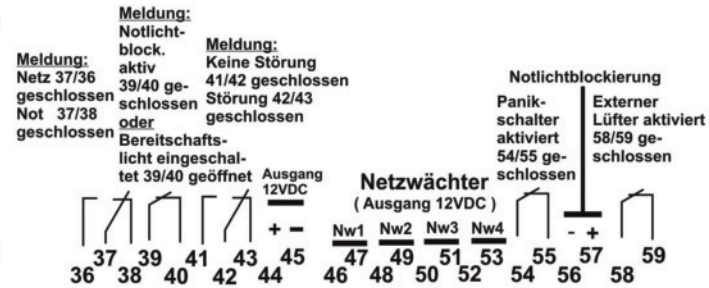 Meldung:
Netz 37/36
geschlossen
Not 37/38
geschlossen
Meldung:
Notlicht-
block.
aktiv
39/40 ge-
schlossen
oder
Bereitschafts-
licht eingeschal-
tet 39/40 geöffnet
Meldung:
Keine Störung
41/42 geschlossen
Störung 42/43
geschlossen
Ausgang
12VDC
+ -
Netzwächter
( Ausgang 12VDC )
Nw1 Nw2 Nw3 Nw4
Notlichtblockierung
Panik-
schalter
aktiviert
54/55 ge-
schlossen
Externer
Lüfter aktiviert
58/59 ge-
schlossen
- +
37 39 41 43 45 47 49 51 53 55 57 59
36 38 40 42 44 46 48 50 52 54 56 58